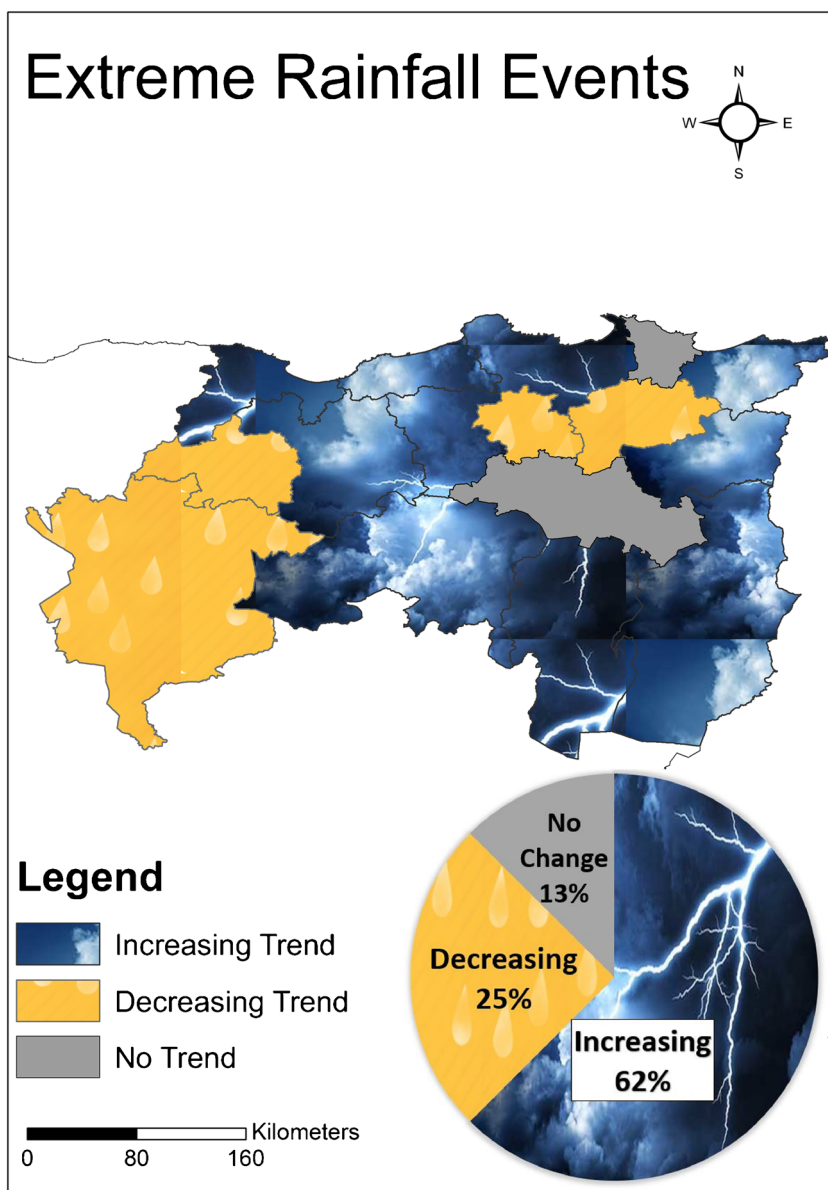 Extreme Rainfall Events
N
W E
S
No
Change
13%
Decreasing
25%
Increasing
62%
Legend
Increasing Trend
Decreasing Trend
No Trend
Kilometers
0 80 160